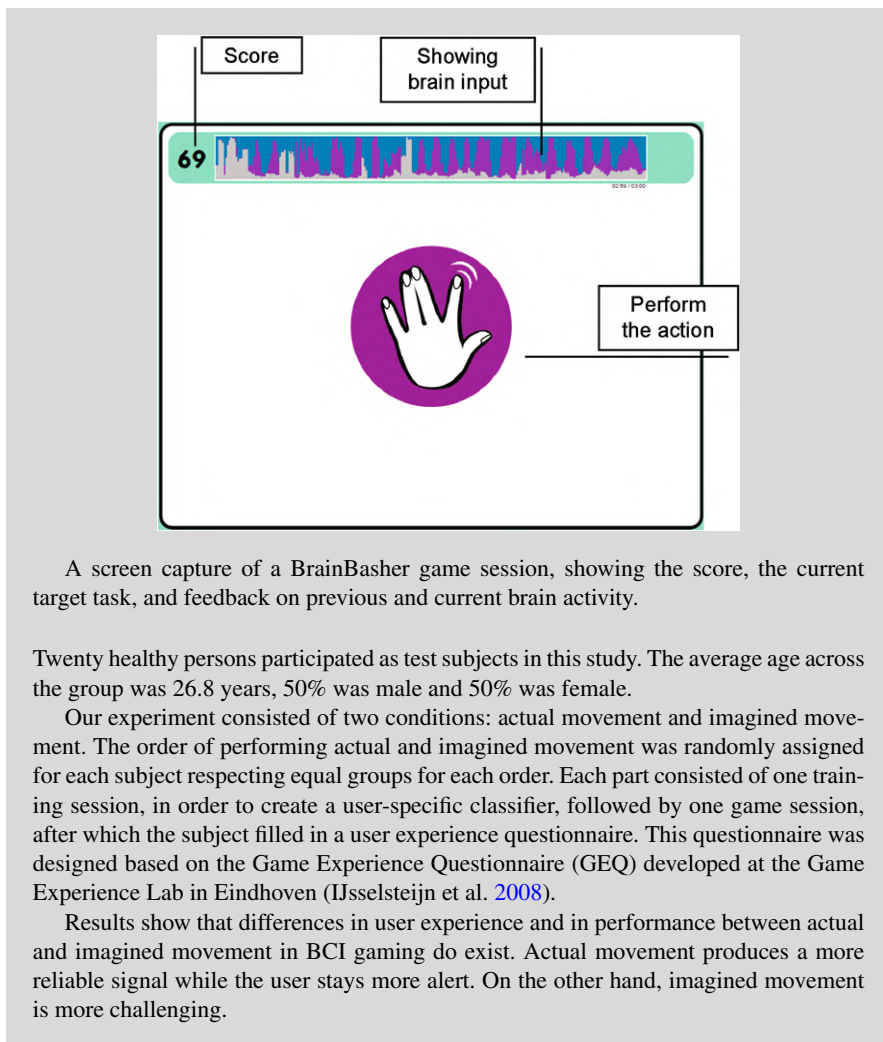 Score
Showing
brain input
69
02:59 / 03:00
Perform
the action
A screen capture of a BrainBasher game session, showing the score, the current
target task, and feedback on previous and current brain activity.
Twenty healthy persons participated as test subjects in this study. The average age across
the group was 26.8 years, 50% was male and 50% was female.
Our experiment consisted of two conditions: actual movement and imagined move-
ment. The order of performing actual and imagined movement was randomly assigned
for each subject respecting equal groups for each order. Each part consisted of one train-
ing session, in order to create a user-specific classifier, followed by one game session,
after which the subject filled in a user experience questionnaire. This questionnaire was
designed based on the Game Experience Questionnaire (GEQ) developed at the Game
Experience Lab in Eindhoven (IJsselsteijn et al. 2008).
Results show that differences in user experience and in performance between actual
and imagined movement in BCI gaming do exist. Actual movement produces a more
reliable signal while the user stays more alert. On the other hand, imagined movement
is more challenging.